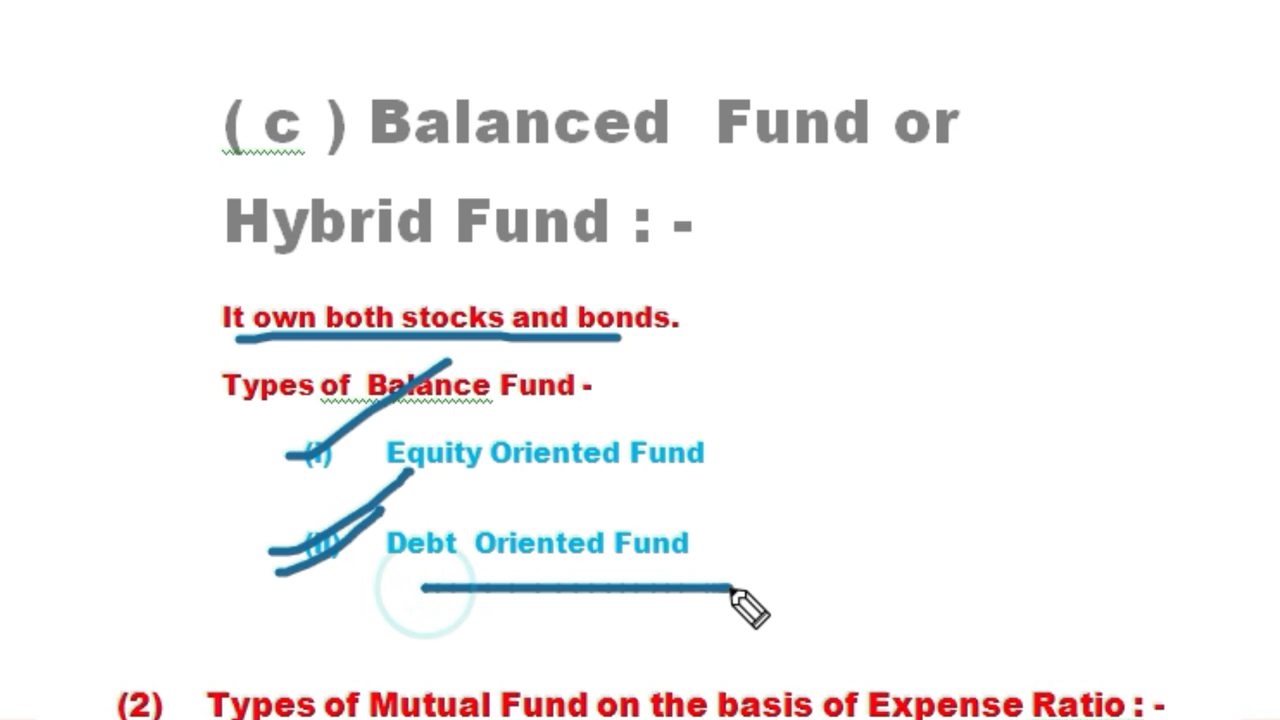 ( c ) Balanced Fund or
Hybrid Fund : -
It own both stocks and bonds.
Types of Balance Fund -
(i) Equity Oriented Fund
(ii) Debt Oriented Fund
(2) Types of Mutual Fund on the basis of Expense Ratio : -